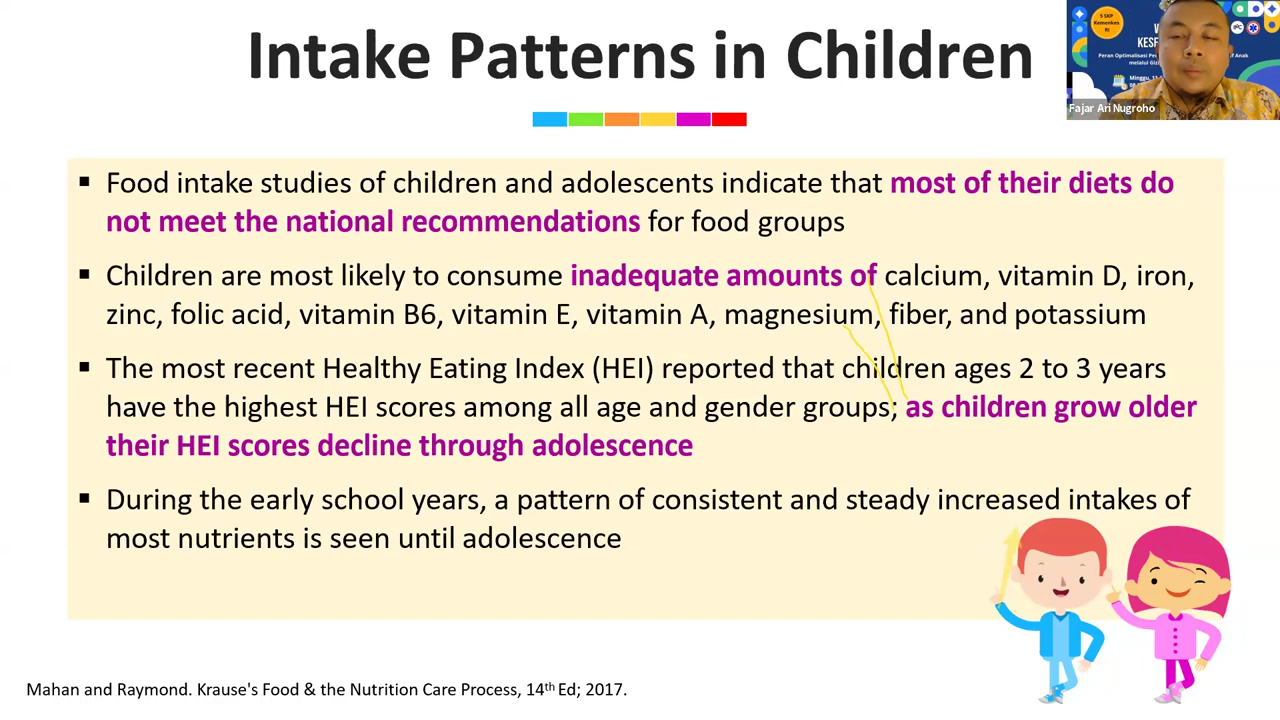 Intake Patterns in Children
5 SKP
Kemenkes
RI
Fajar Ari Nugroho
▪ Food intake studies of children and adolescents indicate that most of their diets do
not meet the national recommendations for food groups
▪ Children are most likely to consume inadequate amounts of calcium, vitamin D, iron,
zinc, folic acid, vitamin B6, vitamin E, vitamin A, magnesium, fiber, and potassium
▪ The most recent Healthy Eating Index (HEI) reported that children ages 2 to 3 years
have the highest HEI scores among all age and gender groups; as children grow older
their HEI scores decline through adolescence
▪ During the early school years, a pattern of consistent and steady increased intakes of
most nutrients is seen until adolescence
Mahan and Raymond. Krause's Food & the Nutrition Care Process, 14th Ed; 2017.